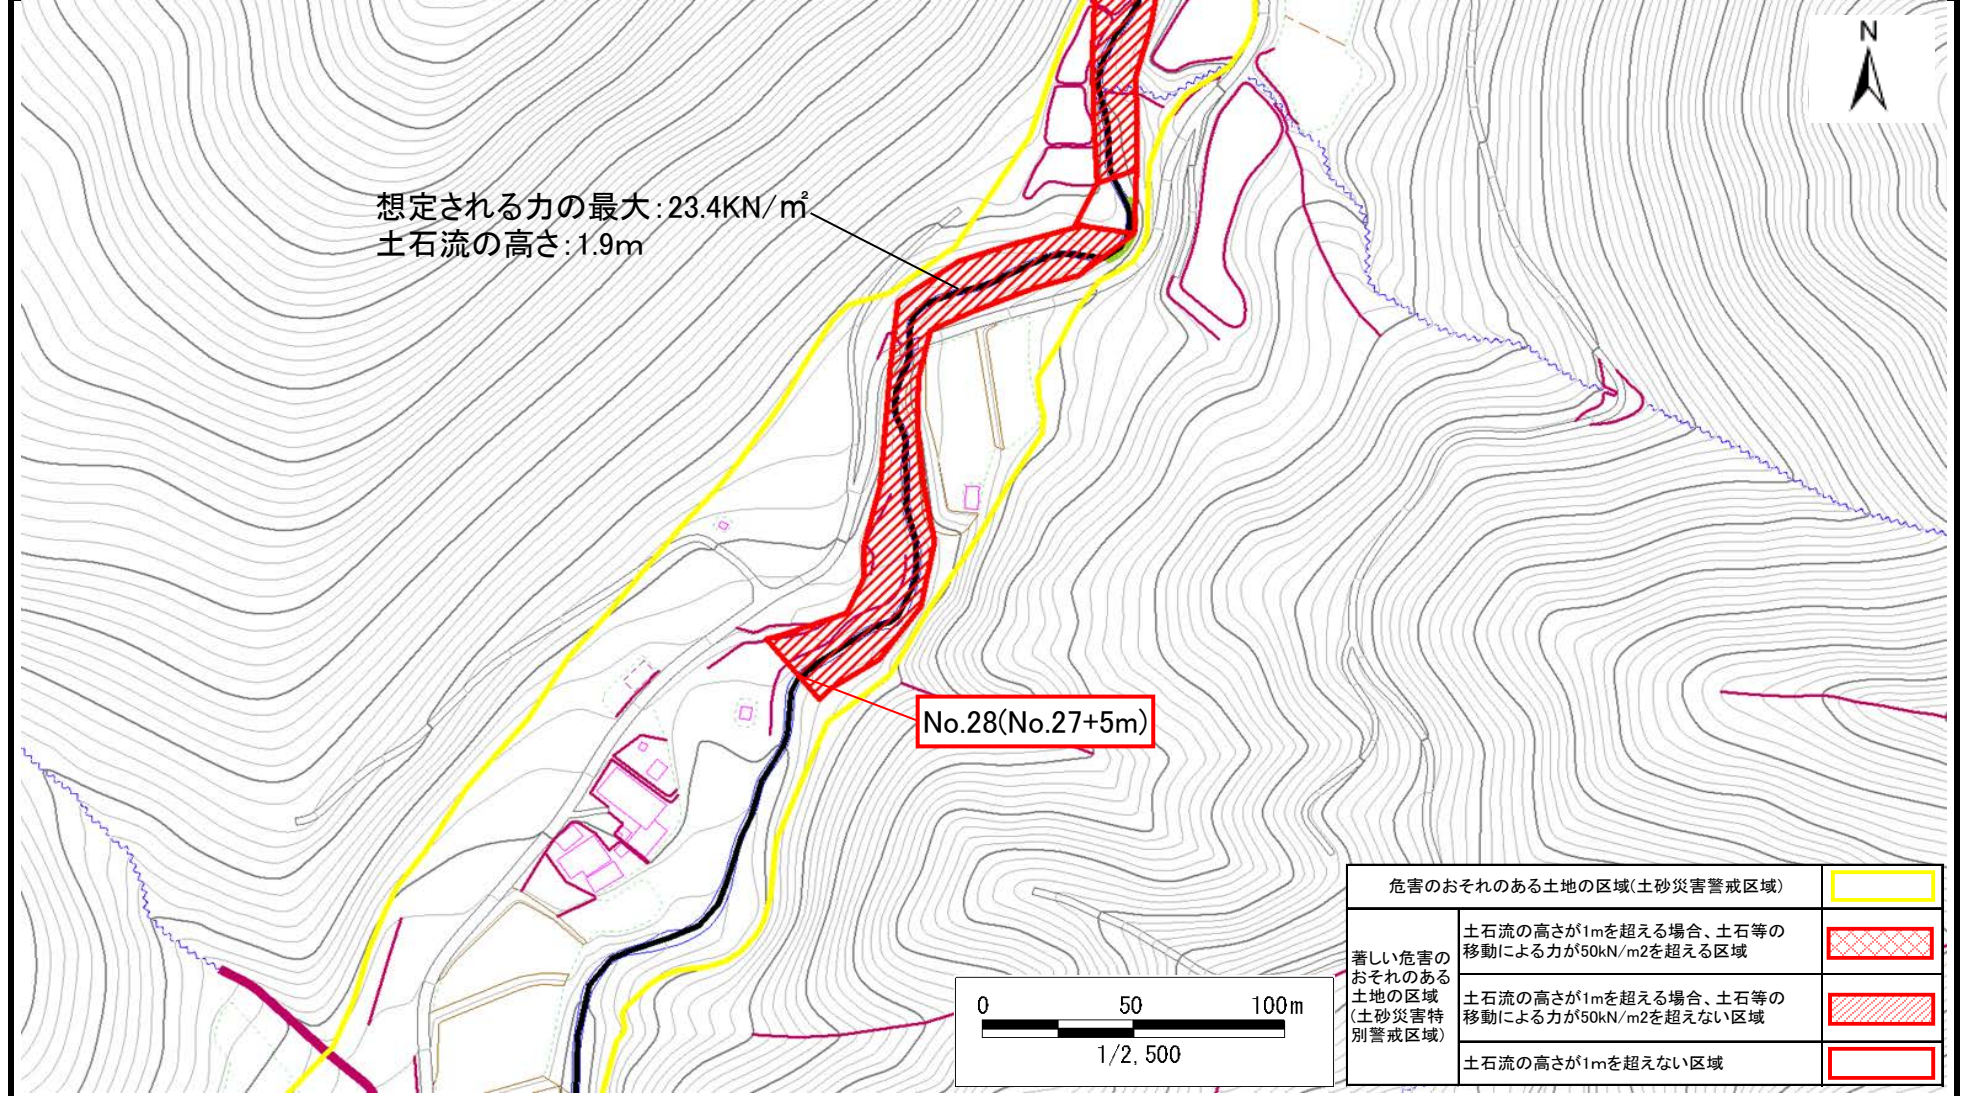 N
想定される力の最大:23.4KN/㎡
土石流の高さ:1.9m
No.28(No.27+5m)
危害のおそれのある土地の区域(土砂災害警戒区域)
著しい危害の
おそれのある
土地の区域
(土砂災害特
別警戒区域)
土石流の高さが1mを超える場合、土石等の
移動による力が50kN/m2を超える区域
土石流の高さが1mを超える場合、土石等の
移動による力が50kN/m2を超えない区域
土石流の高さが1mを超えない区域
0 50 100m
1/2,500